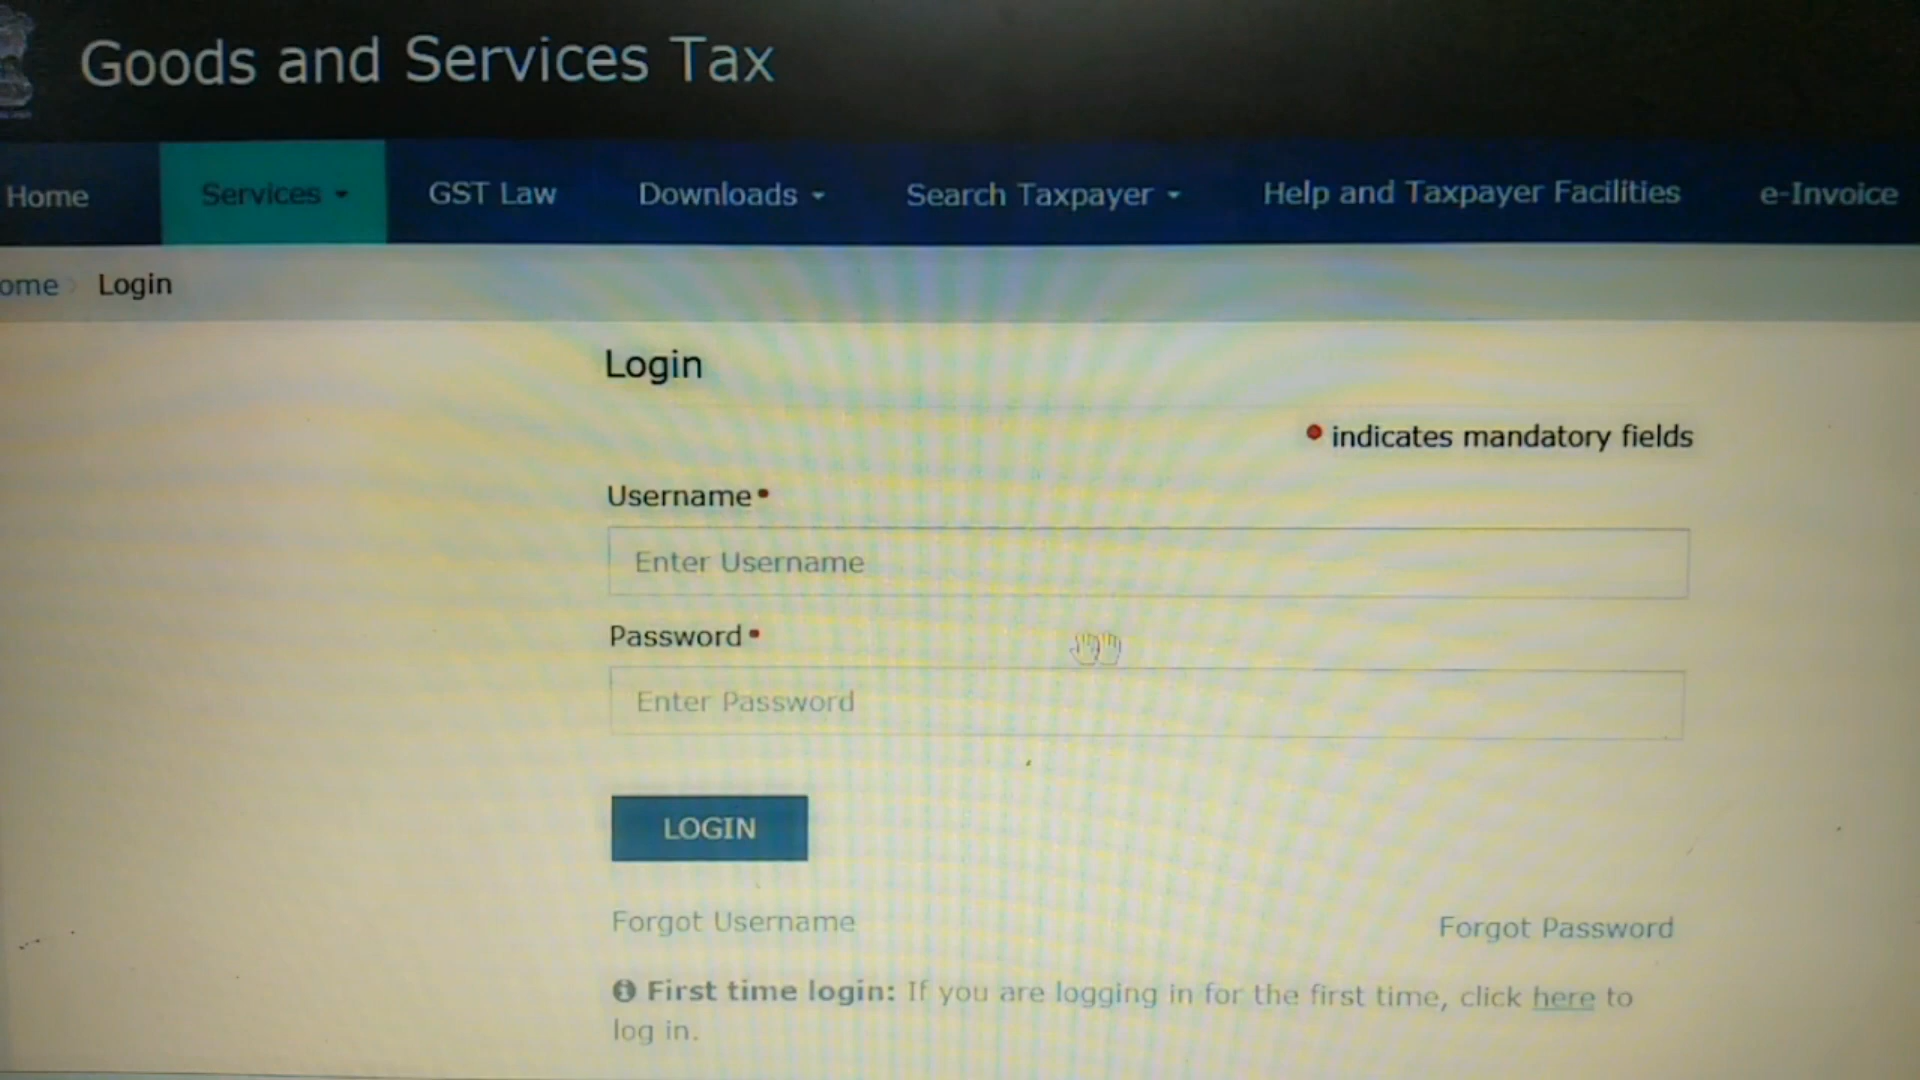 Goods and Services Tax
Home Services GST Law Downloads Search Taxpayer Help and Taxpayer Facilities e-Invoice
ome Login
Login
• indicates mandatory fields
Username•
Enter Username
Password•
Enter Password
LOGIN
Forgot Username Forgot Password
First time login: If you are logging in for the first time, click here to
log in.